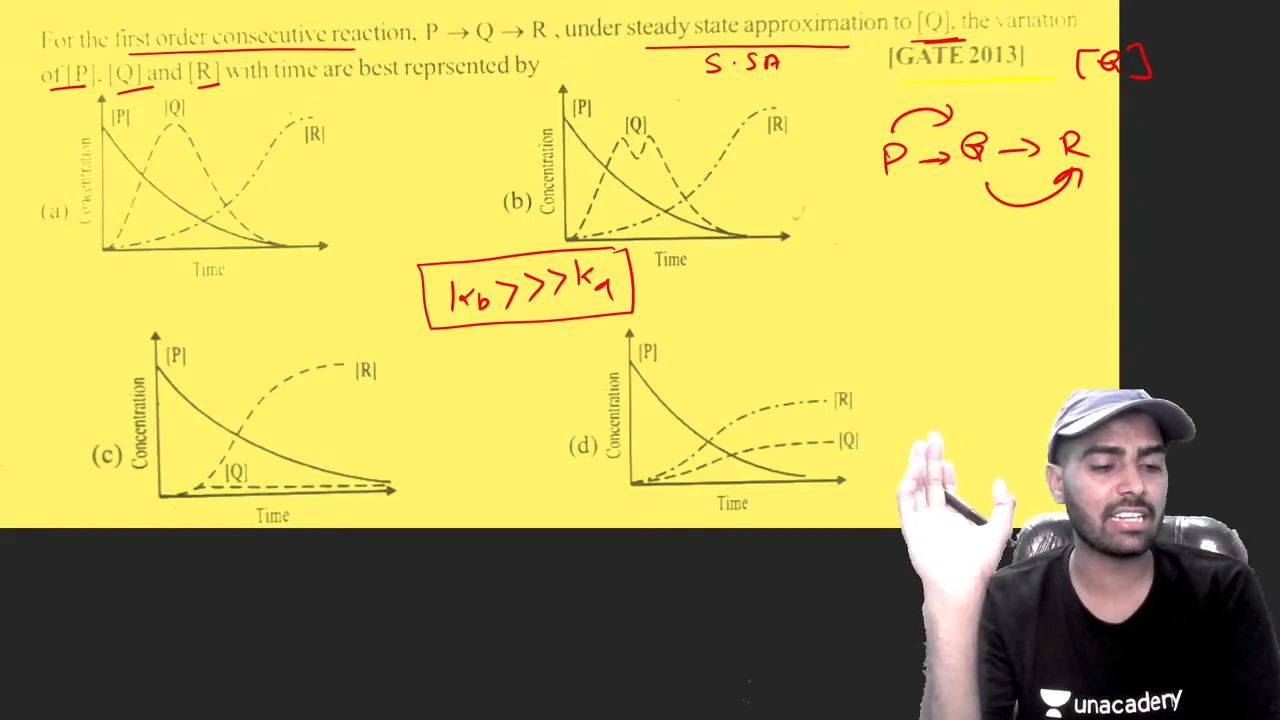 For the first order consecutive reaction, P → Q → R , under steady state approximation to [Q], the variation
of [P], [Q] and [R] with time are best reprsented by
[GATE 2013]
S.SA
[Q]
P → Q → R
(a)
[P]
[Q]
[R]
Concentration
Time
(b)
[P]
[Q]
[R]
Concentration
Time
kb >>> ka
(c)
[P]
[R]
[Q]
Concentration
Time
(d)
[P]
[R]
[Q]
Concentration
Time
unacademy